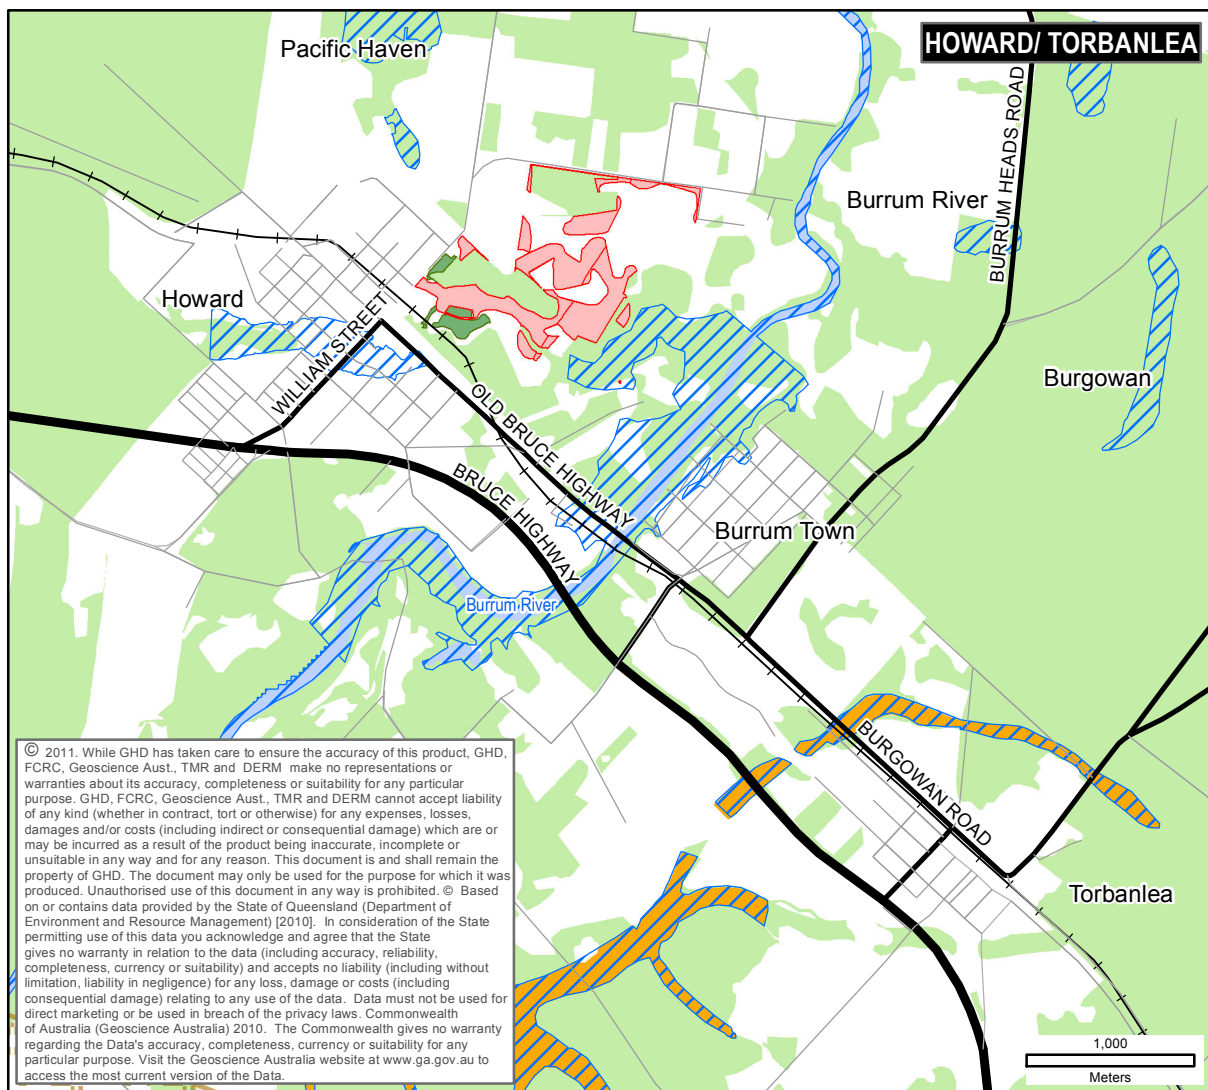 HOWARD/ TORBANLEA
Pacific Haven
BURRUM HEADS ROAD
Burrum River
Howard
WILLIAM STREET
Burgowan
OLD BRUCE HIGHWAY
BRUCE HIGHWAY
Burrum Town
Burrum River
BURGOWAN ROAD
Torbanlea
© 2011. While GHD has taken care to ensure the accuracy of this product, GHD,
FCRC, Geoscience Aust., TMR and DERM make no representations or
warranties about its accuracy, completeness or suitability for any particular
purpose. GHD, FCRC, Geoscience Aust., TMR and DERM cannot accept liability
of any kind (whether in contract, tort or otherwise) for any expenses, losses,
damages and/or costs (including indirect or consequential damage) which are or
may be incurred as a result of the product being inaccurate, incomplete or
unsuitable in any way and for any reason. This document is and shall remain the
property of GHD. The document may only be used for the purpose for which it was
produced. Unauthorised use of this document in any way is prohibited. © Based
on or contains data provided by the State of Queensland (Department of
Environment and Resource Management) [2010]. In consideration of the State
permitting use of this data you acknowledge and agree that the State
gives no warranty in relation to the data (including accuracy, reliability,
completeness, currency or suitability) and accepts no liability (including without
limitation, liability in negligence) for any loss, damage or costs (including
consequential damage) relating to any use of the data. Data must not be used for
direct marketing or be used in breach of the privacy laws. Commonwealth
of Australia (Geoscience Australia) 2010. The Commonwealth gives no warranty
regarding the Data's accuracy, completeness, currency or suitability for any
particular purpose. Visit the Geoscience Australia website at www.ga.gov.au to
access the most current version of the Data.
1,000
Meters